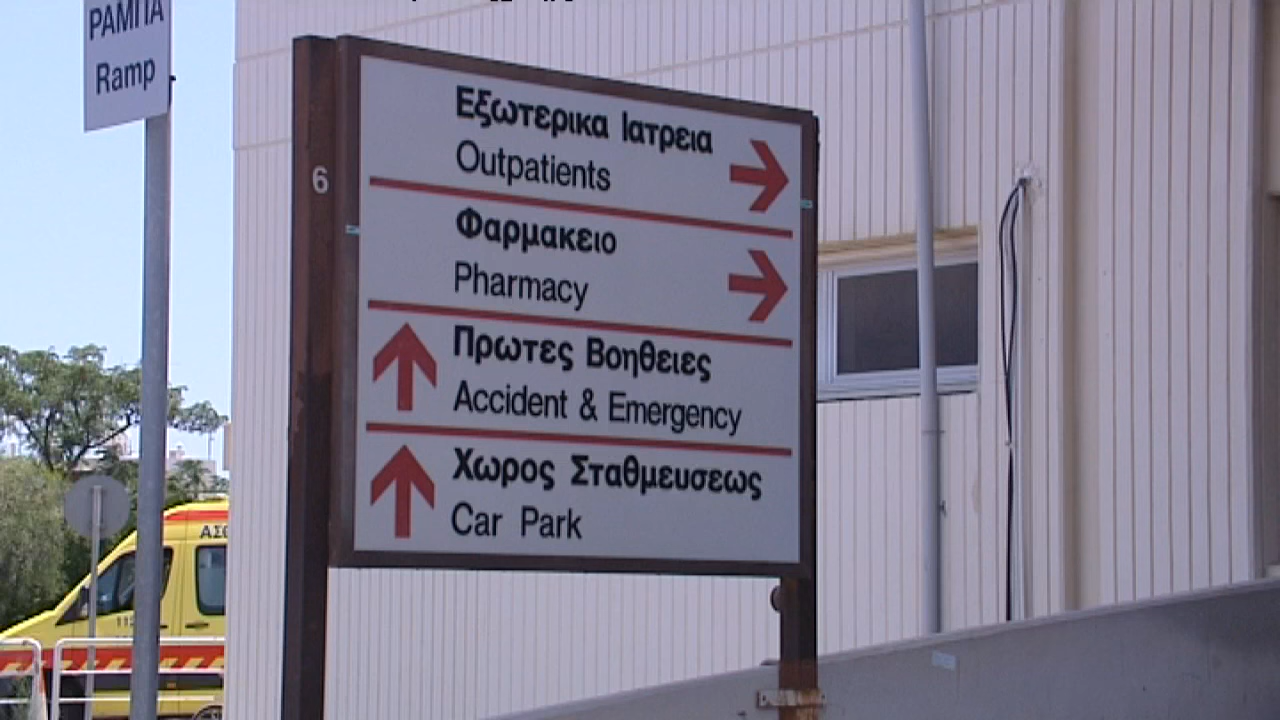 ΡΑΜΠΑ
Ramp
6
Εξωτερικα Ιατρεια
Outpatients
Φαρμακειο
Pharmacy
Πρωτες Βοηθειες
Accident & Emergency
Χωρος Σταθμευσεως
Car Park